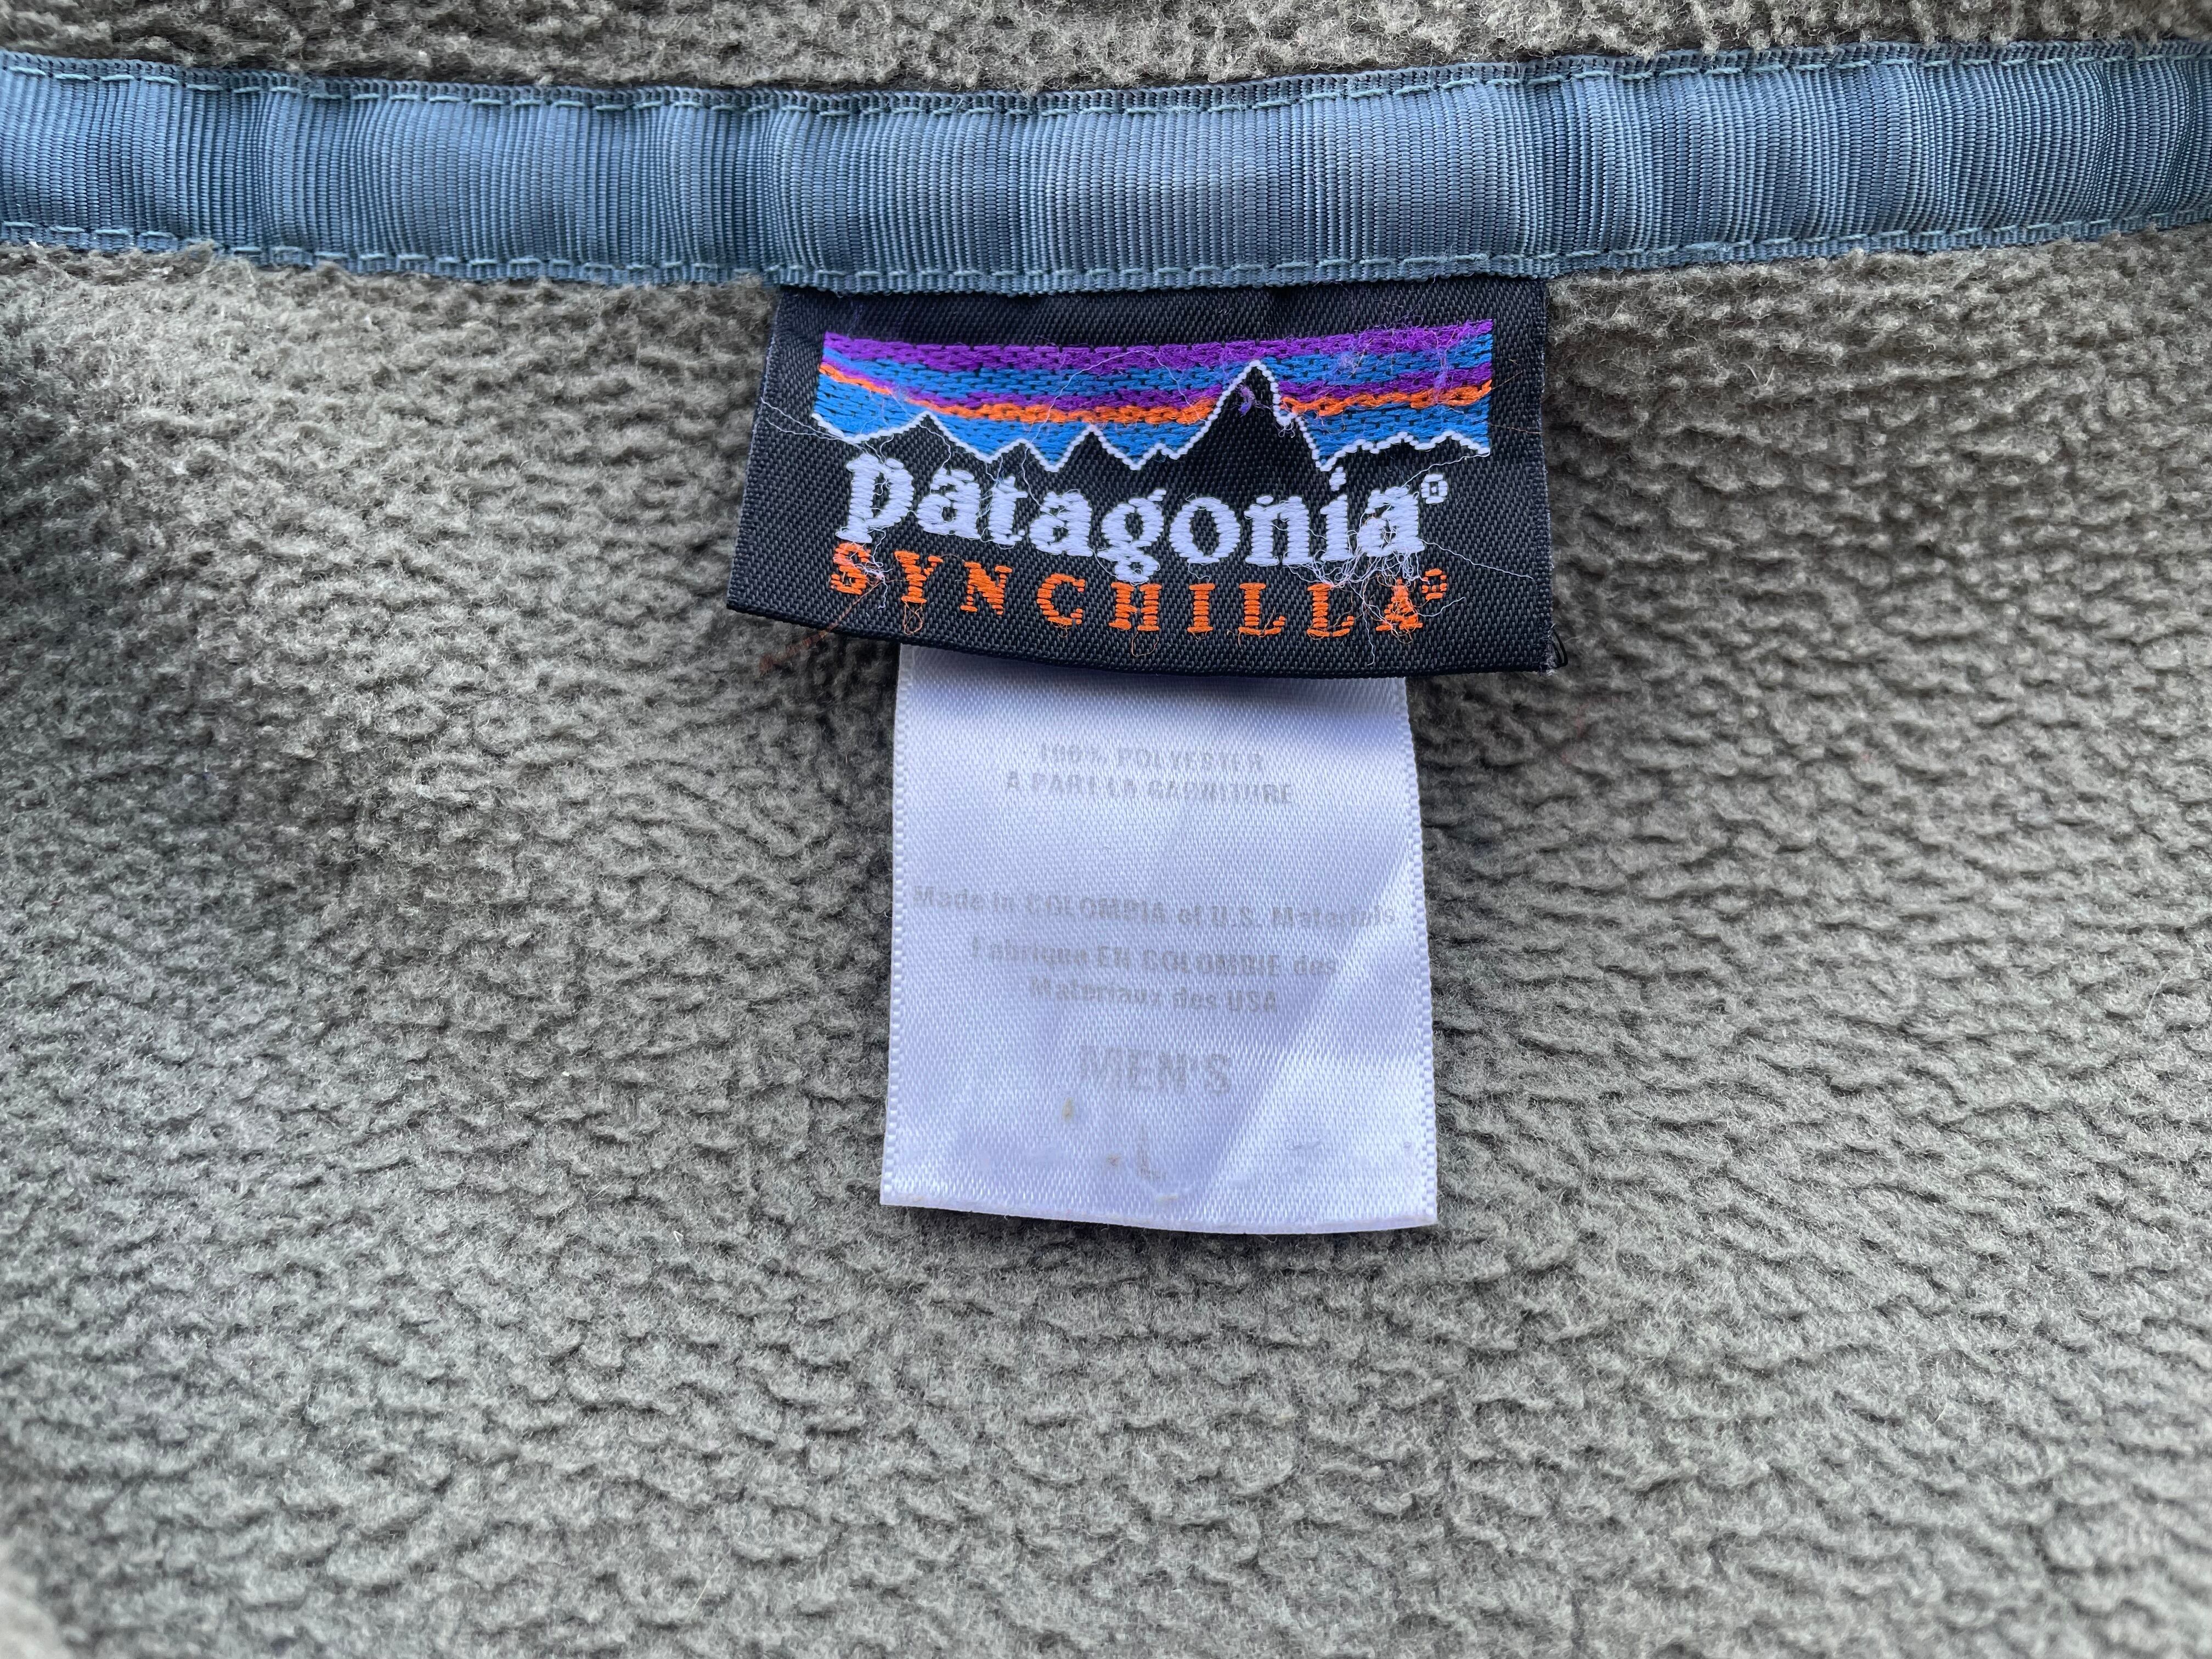 patagonia®
SYNCHILLA®
100% POLYESTER
A PART LA GARNITURE
Made in COLOMBIA of U.S. Materials
Fabrique EN COLOMBIE des
Materiaux des USA
MEN'S
L